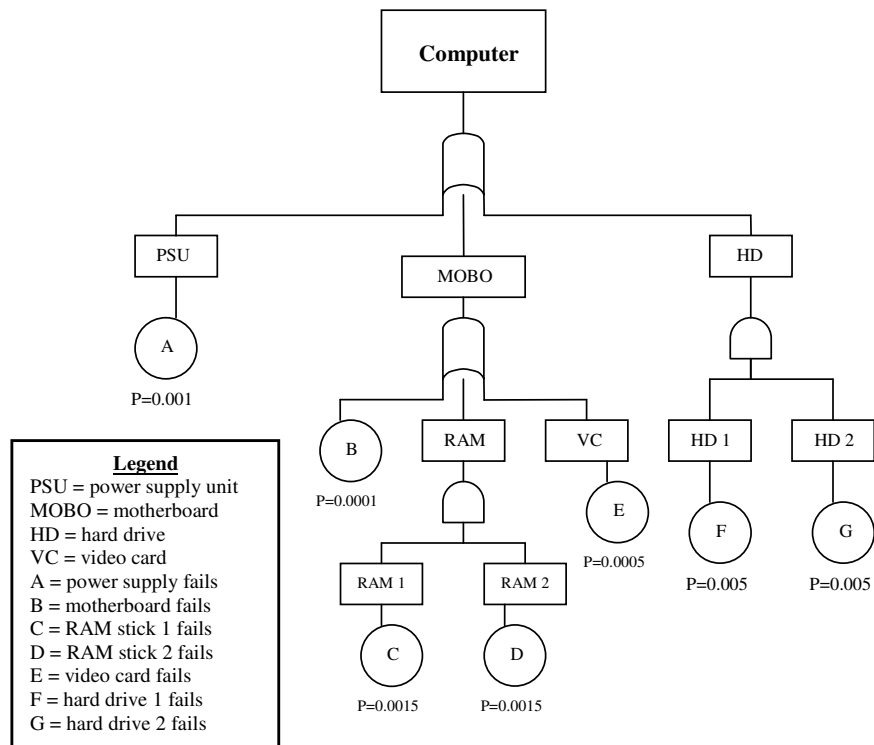 Computer
PSU
MOBO
HD
A
P=0.001
B
P=0.0001
RAM
VC
E
P=0.0005
HD 1
HD 2
F
G
P=0.005
P=0.005
RAM 1
RAM 2
C
D
P=0.0015
P=0.0015
Legend
PSU = power supply unit
MOBO = motherboard
HD = hard drive
VC = video card
A = power supply fails
B = motherboard fails
C = RAM stick 1 fails
D = RAM stick 2 fails
E = video card fails
F = hard drive 1 fails
G = hard drive 2 fails